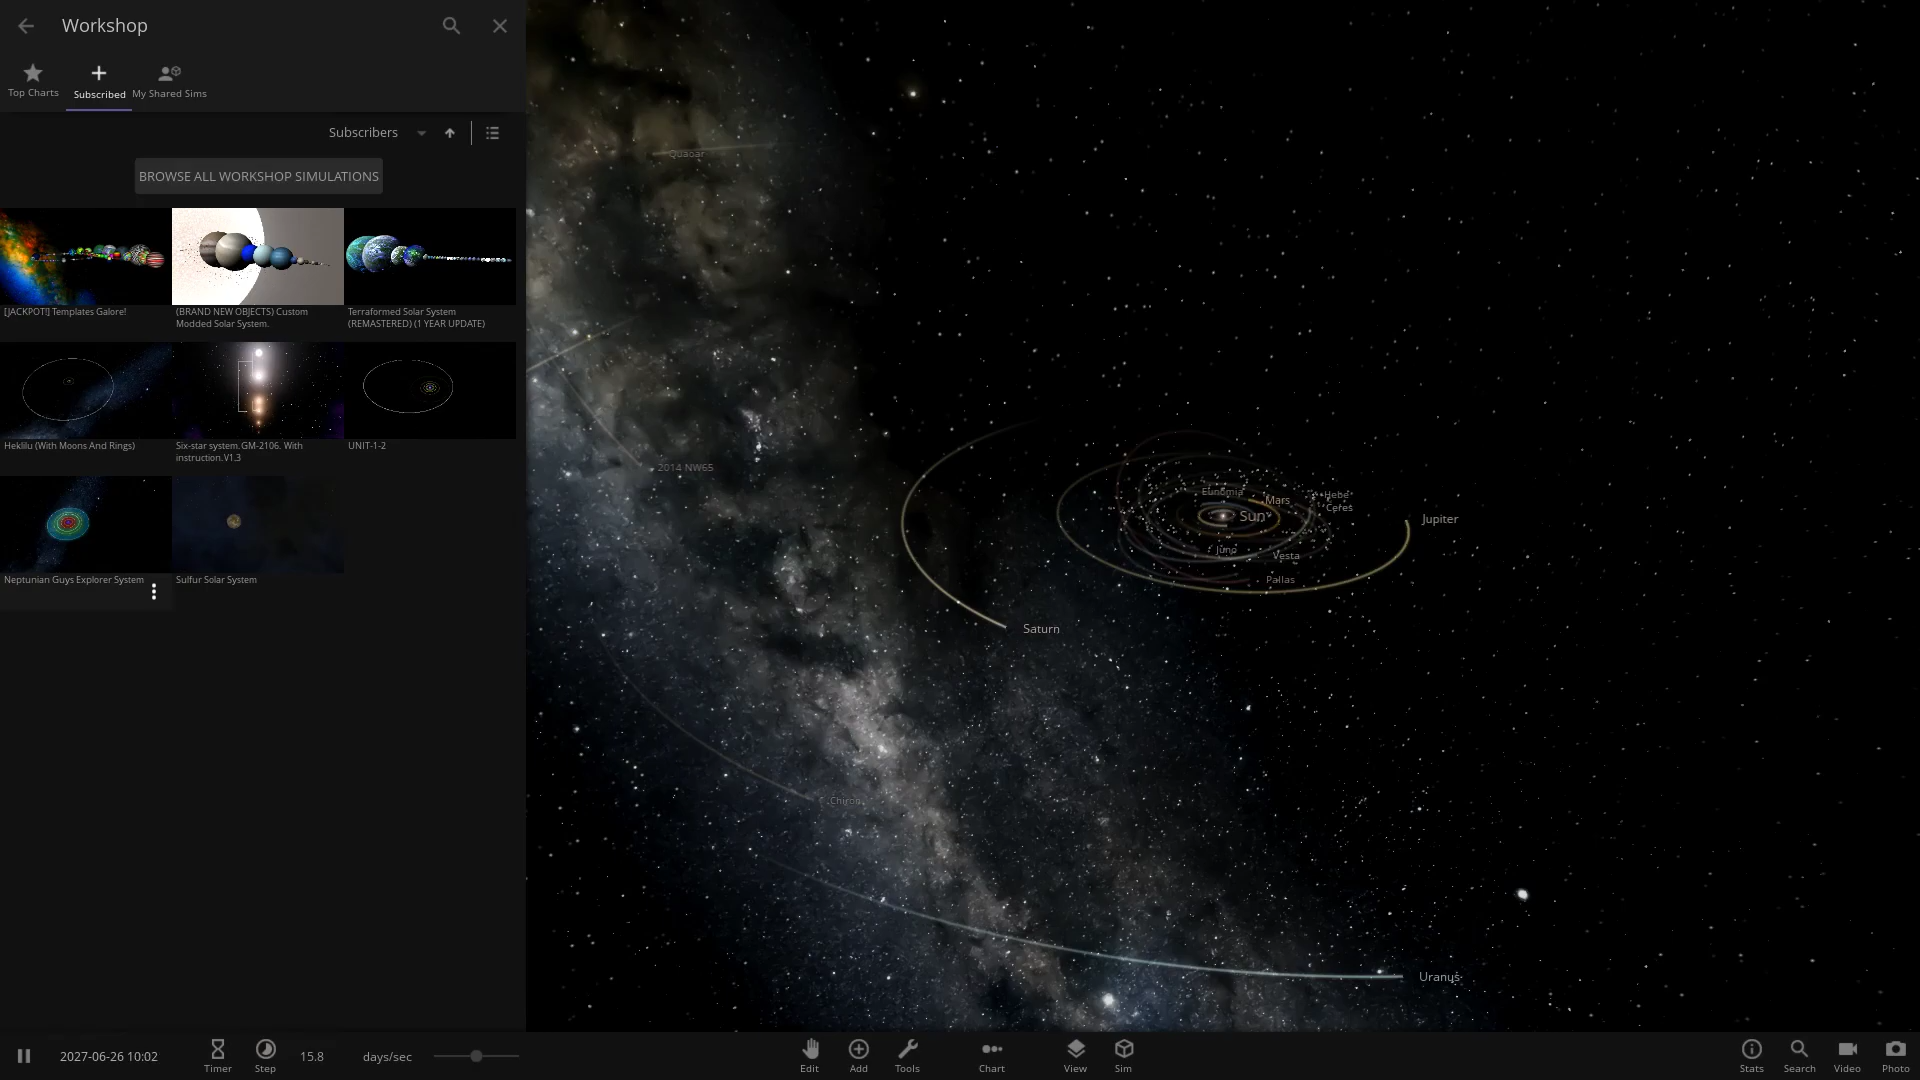 Workshop
Top Charts
Subscribed
My Shared Sims
Subscribers
BROWSE ALL WORKSHOP SIMULATIONS
[JACKPOT!] Templates Galore!
(BRAND NEW OBJECTS) Custom
Modded Solar System.
Terraformed Solar System
(REMASTERED) (1 YEAR UPDATE)
Heklilu (With Moons And Rings)
Six-star system.GM-2106. With
instruction.V1.3
UNIT-1-2
Neptunian Guys Explorer System
Sulfur Solar System
Quaoar
2014 NW65
Eunomia
Mars
Hebe
Ceres
Sun
Jupiter
Juno
Vesta
Pallas
Saturn
Chiron
Uranus
2027-06-26 10:02
Timer
Step
15.8
days/sec
Edit
Add
Tools
Chart
View
Sim
Stats
Search
Video
Photo